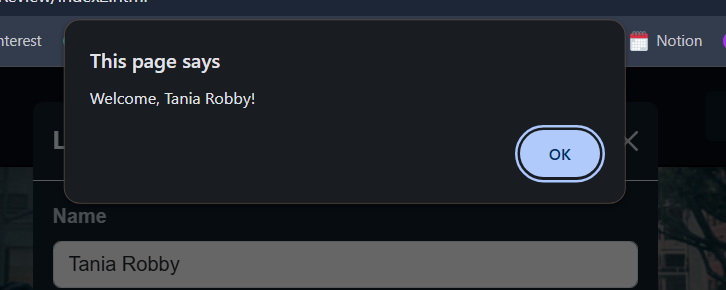 Review/index2.html
nterest
Notion
This page says
Welcome, Tania Robby!
OK
L
Name
Tania Robby